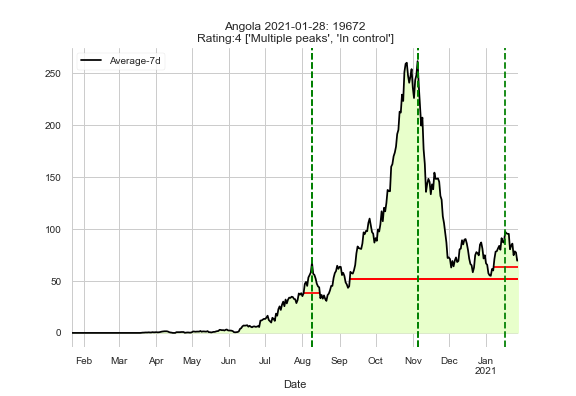 Angola 2021-01-28: 19672
Rating:4 ['Multiple peaks', 'In control']
Average-7d
250
200
150
100
50
0
Feb Mar Apr May Jun Jul Aug Sep Oct Nov Dec Jan
2021
Date